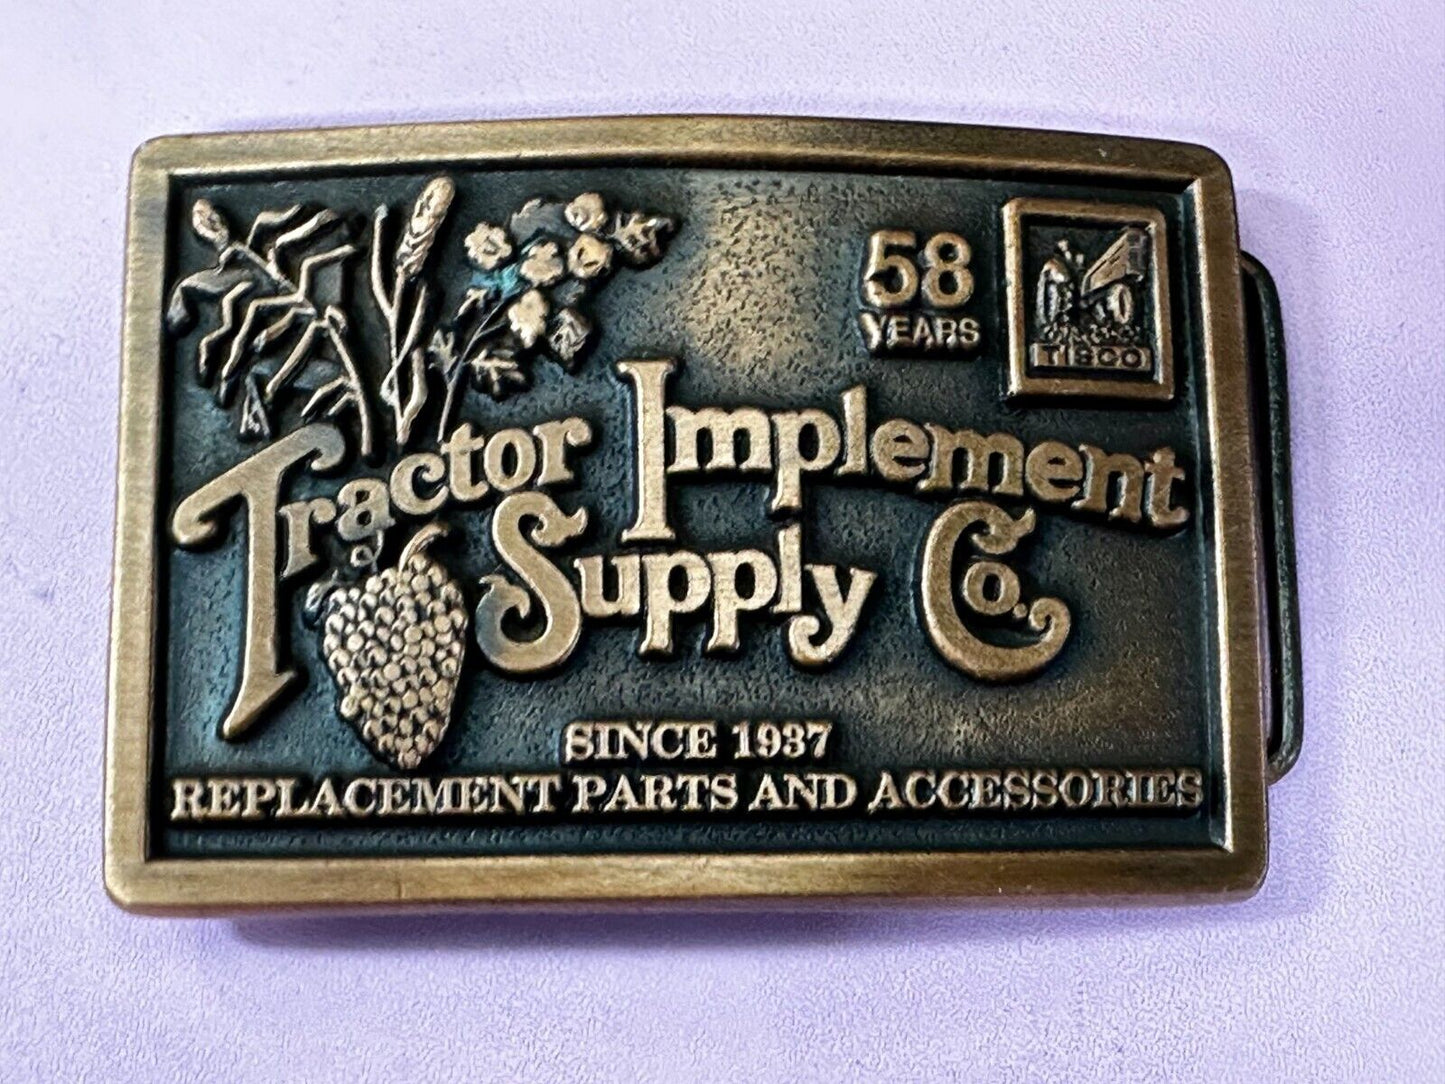 58
YEARS
TISCO
Tractor Implement
Supply Co.
SINCE 1937
REPLACEMENT PARTS AND ACCESSORIES